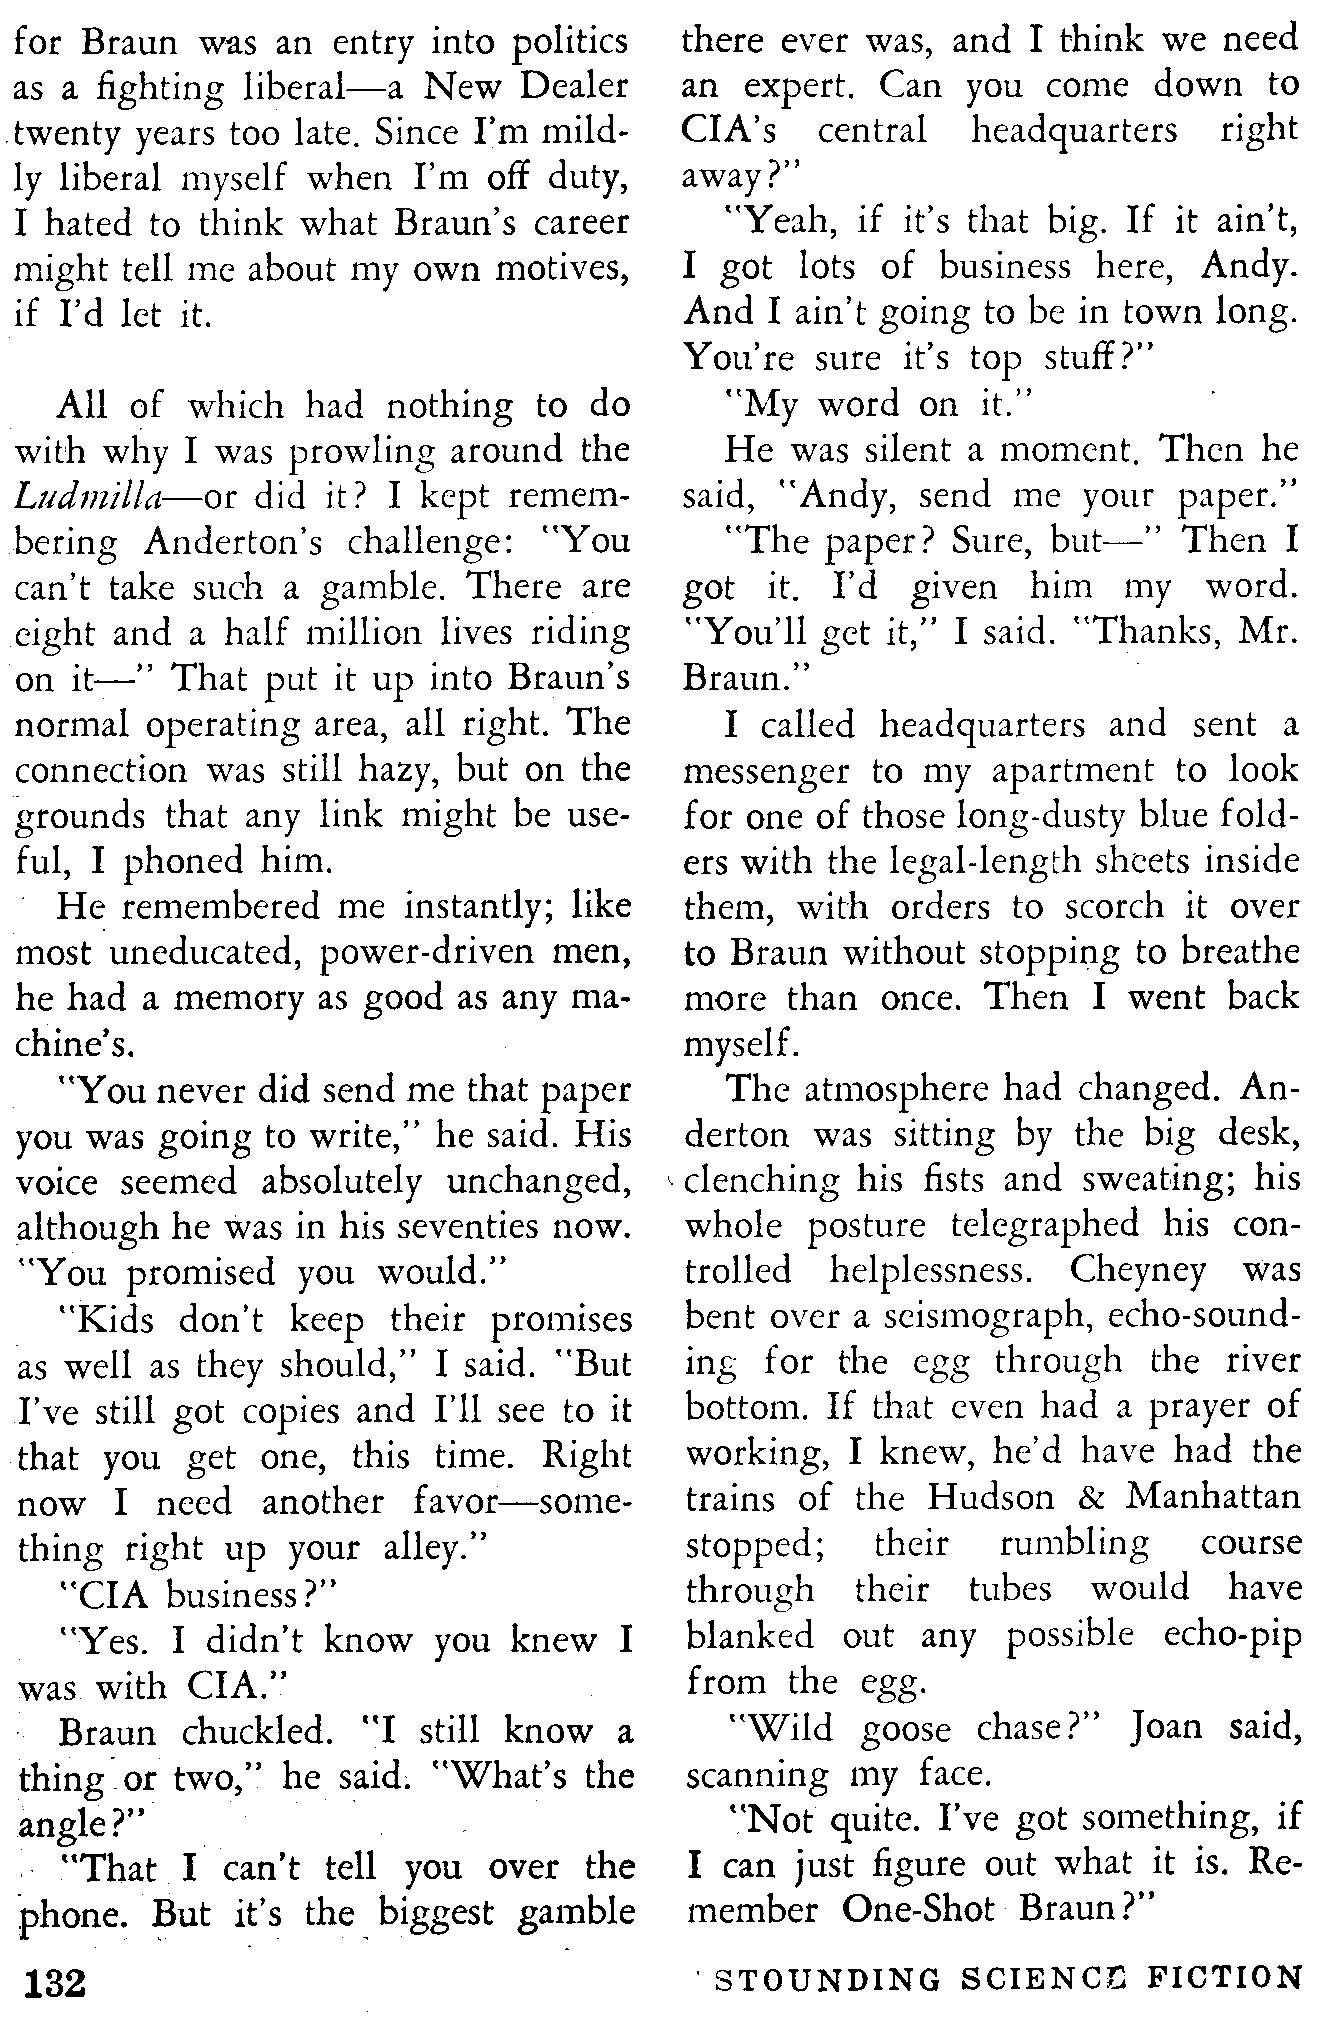 for Braun was an entry into politics
as a fighting liberal—a New Dealer
twenty years too late. Since I'm mild-
ly liberal myself when I'm off duty,
I hated to think what Braun's career
might tell me about my own motives,
if I'd let it.
All of which had nothing to do
with why I was prowling around the
Ludmilla—or did it? I kept remem-
bering Anderton's challenge: "You
can't take such a gamble. There are
eight and a half million lives riding
on it—" That put it up into Braun's
normal operating area, all right. The
connection was still hazy, but on the
grounds that any link might be use-
ful, I phoned him.
He remembered me instantly; like
most uneducated, power-driven men,
he had a memory as good as any ma-
chine's.
"You never did send me that paper
you was going to write," he said. His
voice seemed absolutely unchanged,
although he was in his seventies now.
"You promised you would."
"Kids don't keep their promises
as well as they should," I said. "But
I've still got copies and I'll see to it
that you get one, this time. Right
now I need another favor—some-
thing right up your alley."
"CIA business?"
"Yes. I didn't know you knew I
was with CIA."
Braun chuckled. "I still know a
thing or two," he said. "What's the
angle?"
"That I can't tell you over the
phone. But it's the biggest gamble
there ever was, and I think we need
an expert. Can you come down to
CIA's central headquarters right
away?"
"Yeah, if it's that big. If it ain't,
I got lots of business here, Andy.
And I ain't going to be in town long.
You're sure it's top stuff?"
"My word on it."
He was silent a moment. Then he
said, "Andy, send me your paper."
"The paper? Sure, but—" Then I
got it. I'd given him my word.
"You'll get it," I said. "Thanks, Mr.
Braun."
I called headquarters and sent a
messenger to my apartment to look
for one of those long-dusty blue fold-
ers with the legal-length sheets inside
them, with orders to scorch it over
to Braun without stopping to breathe
more than once. Then I went back
myself.
The atmosphere had changed. An-
derton was sitting by the big desk,
clenching his fists and sweating; his
whole posture telegraphed his con-
trolled helplessness. Cheyney was
bent over a seismograph, echo-sound-
ing for the egg through the river
bottom. If that even had a prayer of
working, I knew, he'd have had the
trains of the Hudson & Manhattan
stopped; their rumbling course
through their tubes would have
blanked out any possible echo-pip
from the egg.
"Wild goose chase?" Joan said,
scanning my face.
"Not quite. I've got something, if
I can just figure out what it is. Re-
member One-Shot Braun?"
132
STOUNDING SCIENCE FICTION